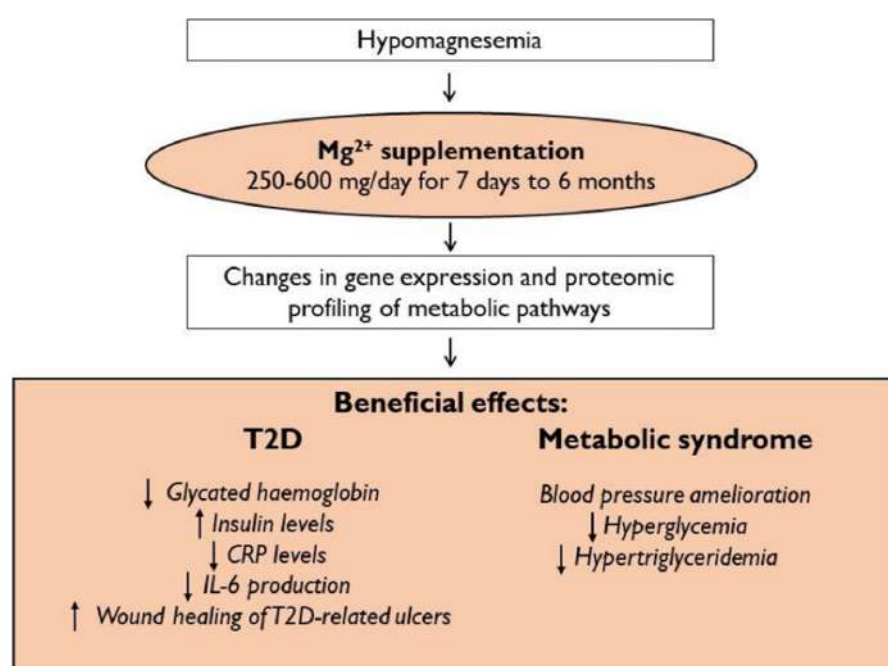 Hypomagnesemia
↓
Mg²⁺ supplementation
250-600 mg/day for 7 days to 6 months
↓
Changes in gene expression and proteomic
profiling of metabolic pathways
↓
Beneficial effects:
T2D
↓ Glycated haemoglobin
↑ Insulin levels
↓ CRP levels
↓ IL-6 production
↑ Wound healing of T2D-related ulcers
Metabolic syndrome
Blood pressure amelioration
↓ Hyperglycemia
↓ Hypertriglyceridemia